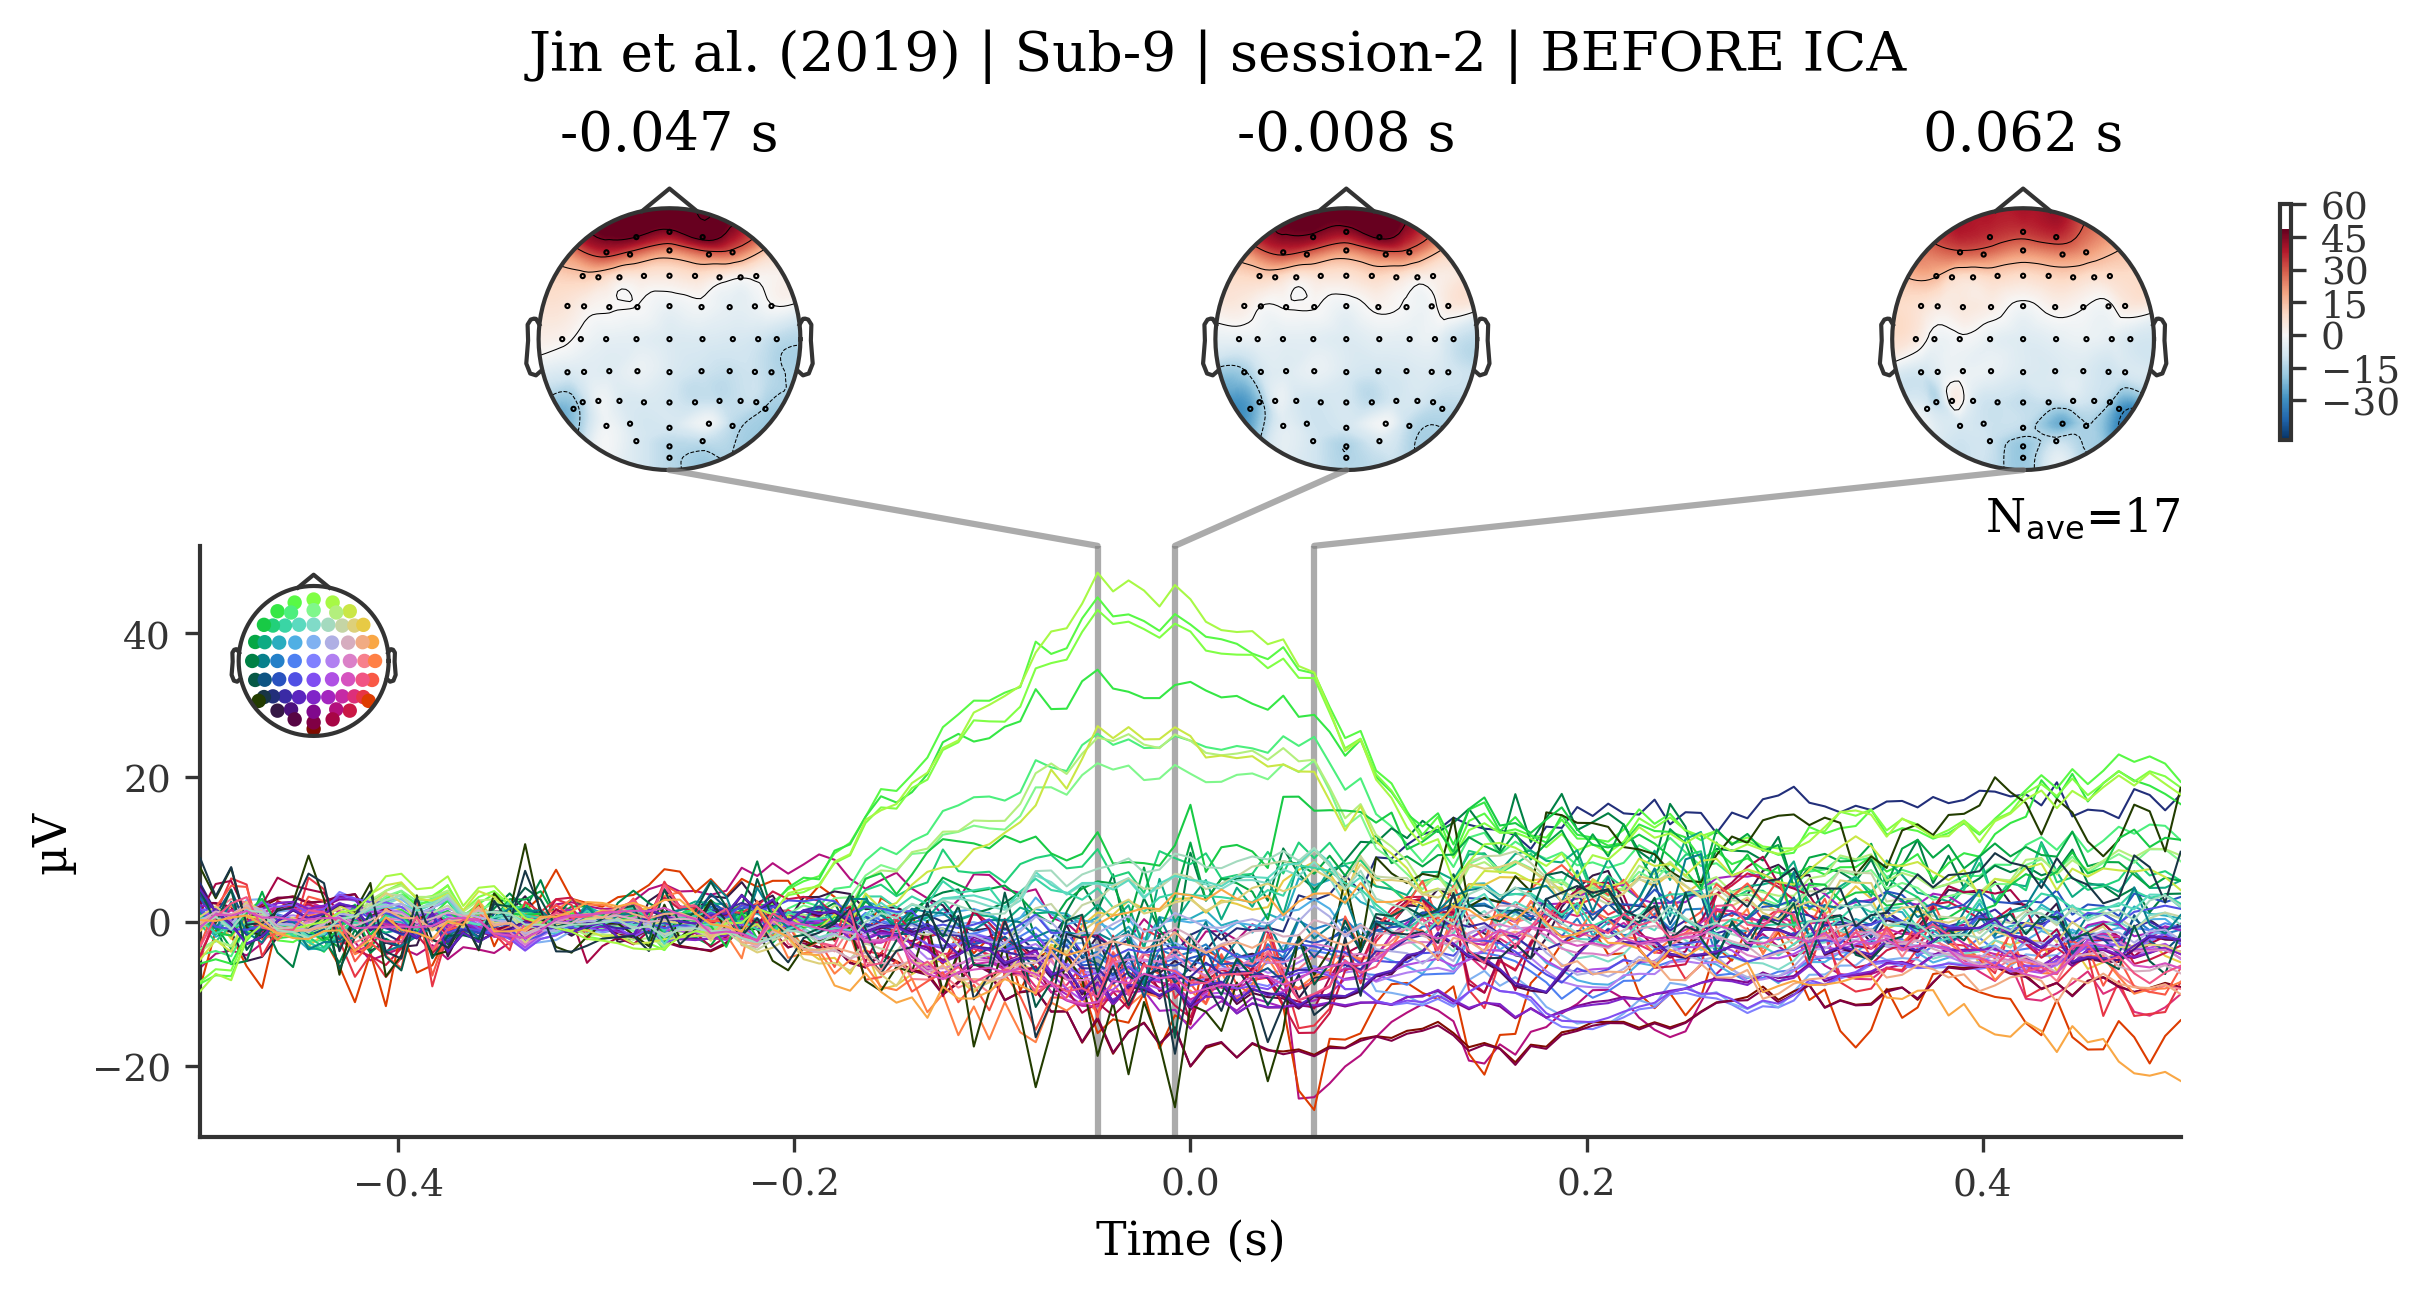 Jin et al. (2019) | Sub-9 | session-2 | BEFORE ICA
-0.047 s
-0.008 s
0.062 s
60
45
30
15
0
−15
−30
Nave=17
µV
40
20
0
−20
−0.4
−0.2
0.0
0.2
0.4
Time (s)